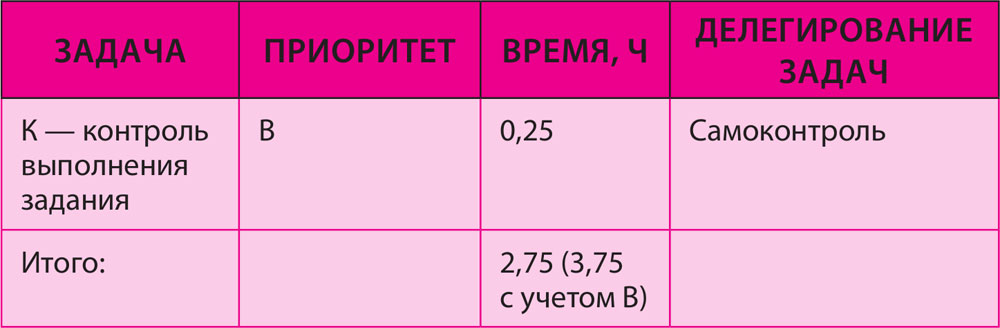 ЗАДАЧА
ПРИОРИТЕТ
ВРЕМЯ, Ч
ДЕЛЕГИРОВАНИЕ
ЗАДАЧ
К — контроль
выполнения
задания
В
0,25
Самоконтроль
Итого:
2,75 (3,75
с учетом В)